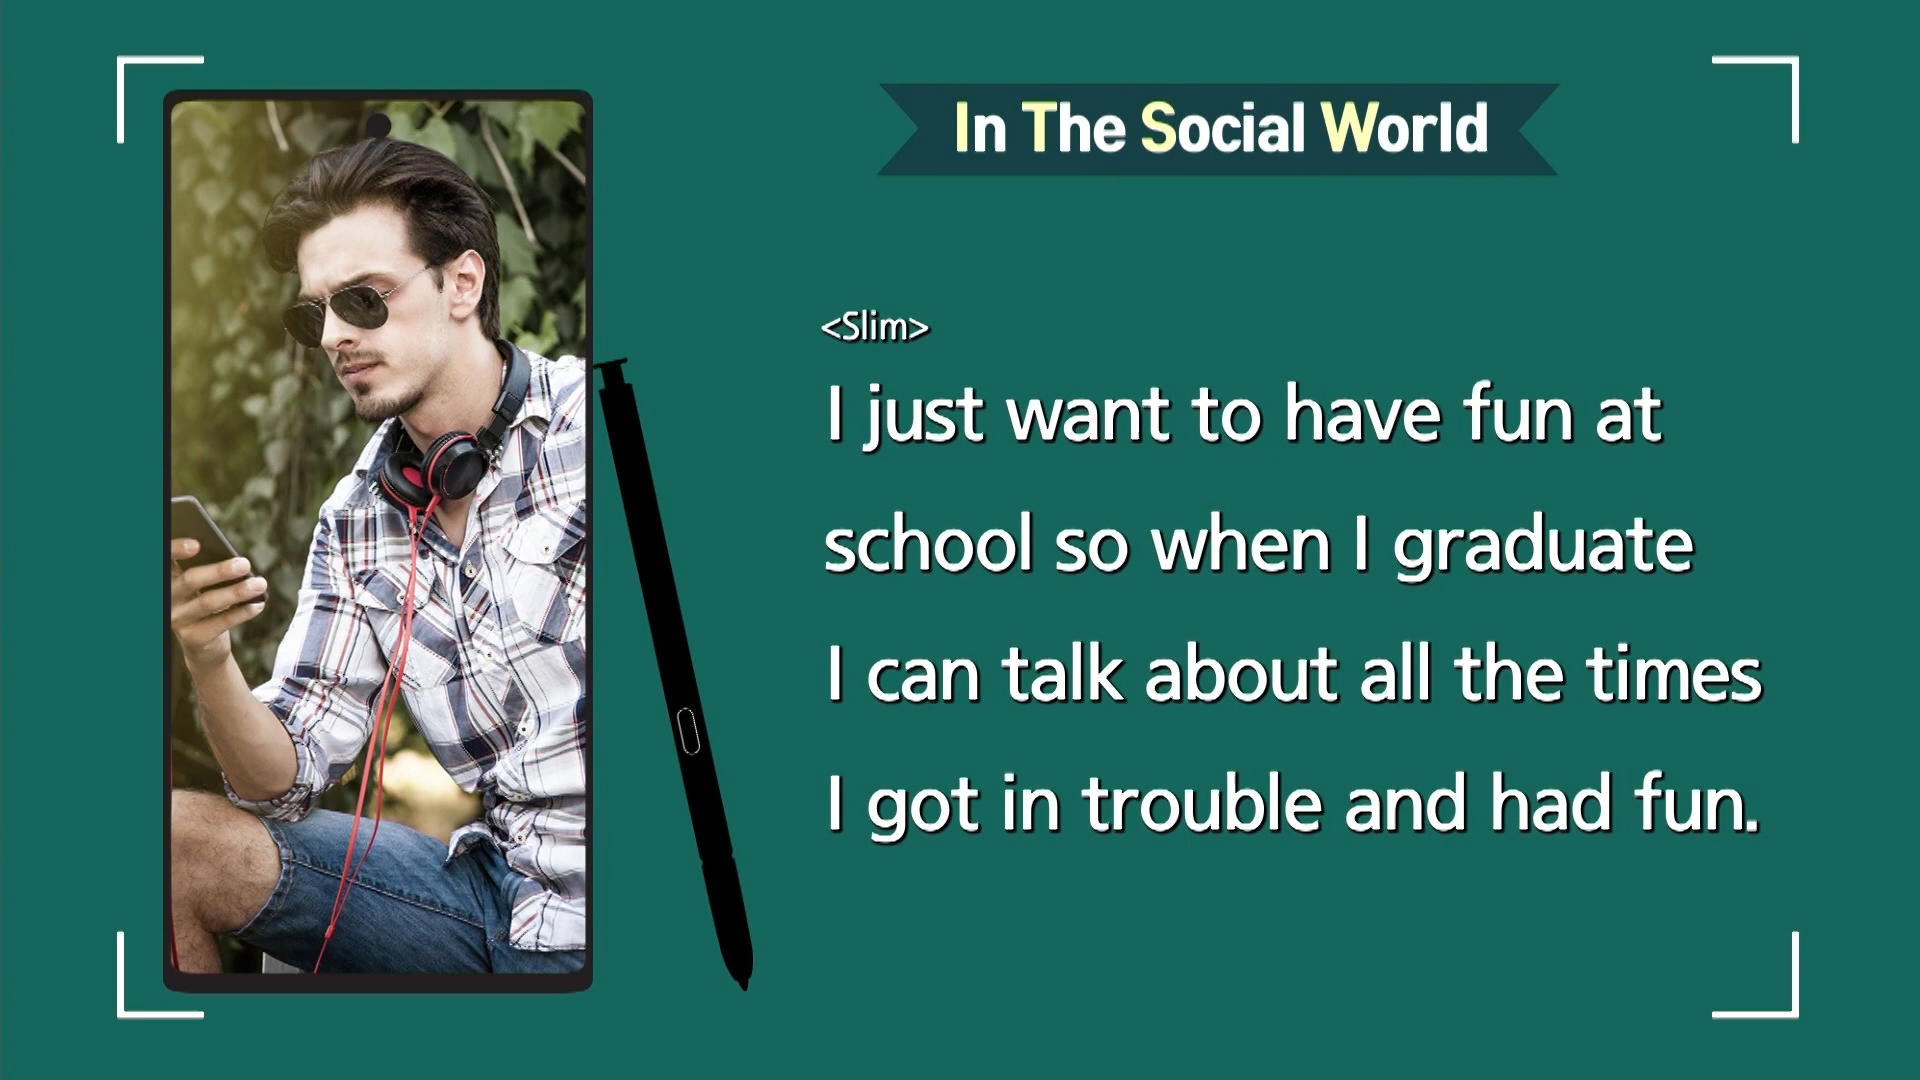 In The Social World
<Slim>
I just want to have fun at
school so when I graduate
I can talk about all the times
I got in trouble and had fun.